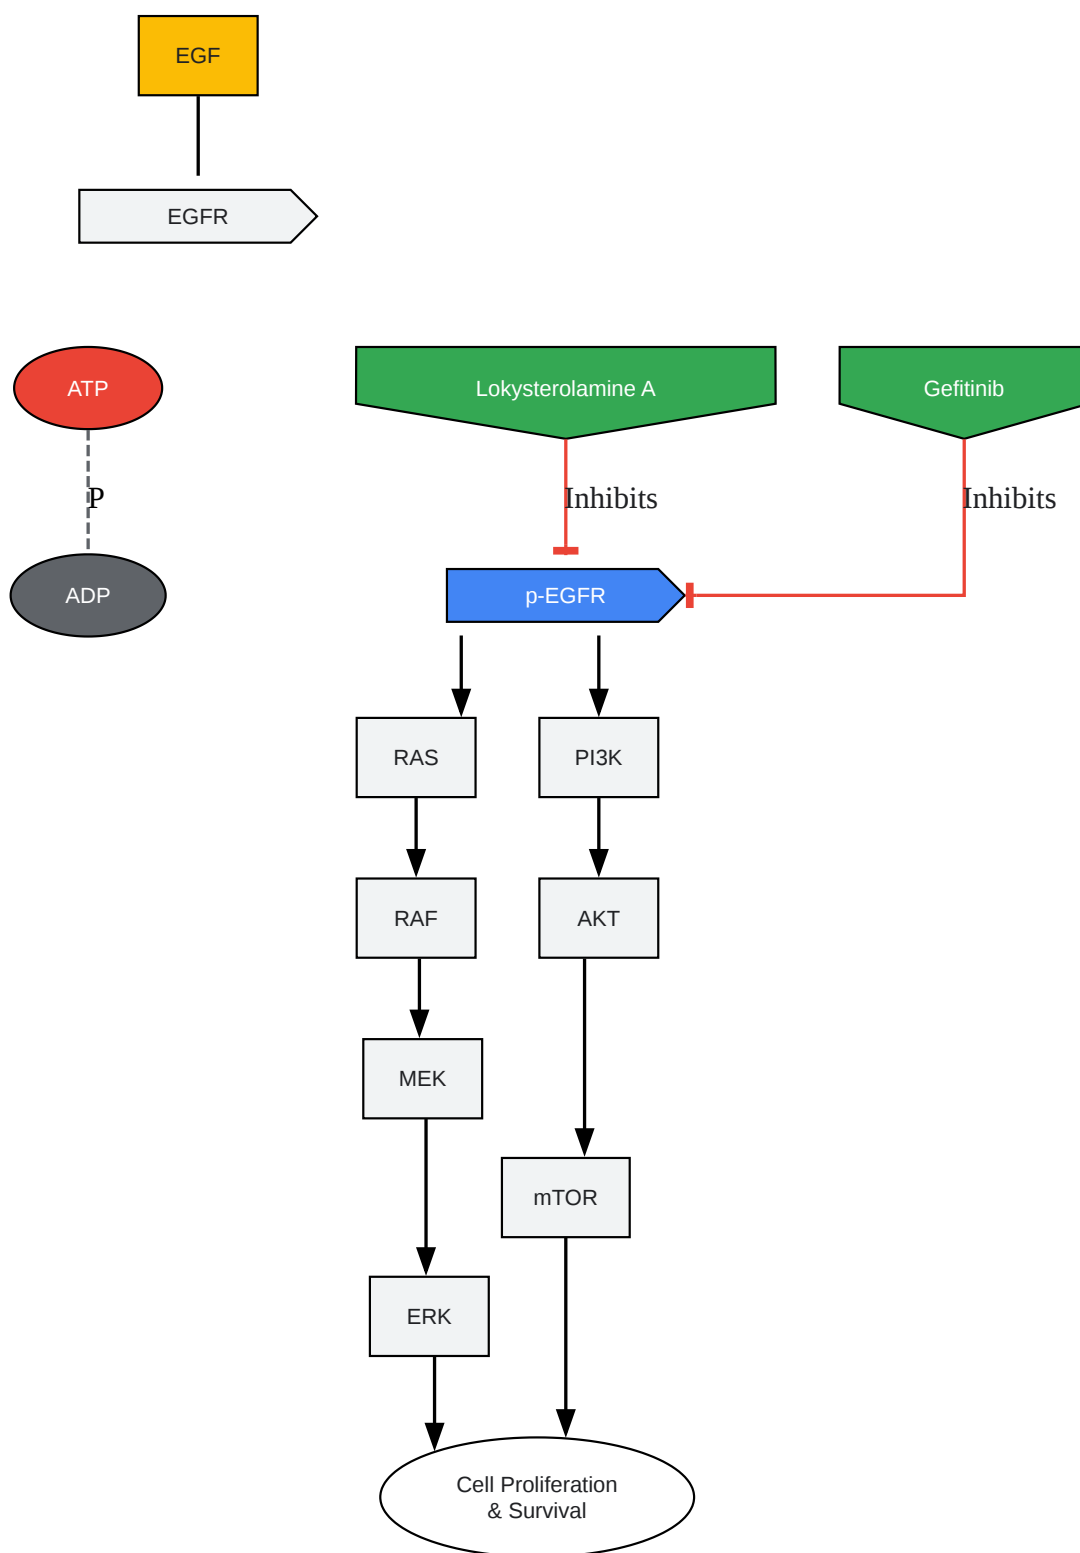 EGF
EGFR
ATP
Lokysterolamine A
Gefitinib
P
Inhibits
Inhibits
ADP
p-EGFR
RAS
PI3K
RAF
AKT
MEK
mTOR
ERK
Cell Proliferation
& Survival